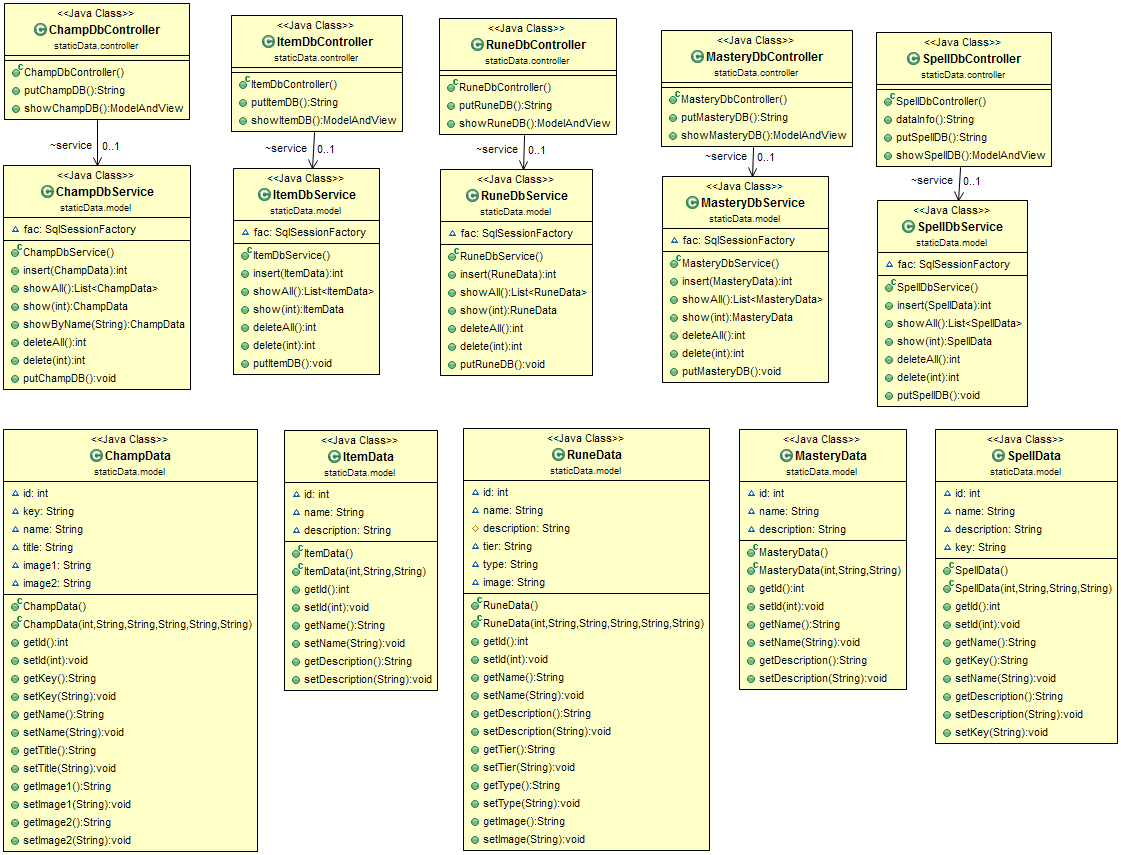 <<Java Class>>
ChampDbController
staticData.controller
ChampDbController()
putChampDB():String
showChampDB():ModelAndView
<<Java Class>>
ItemDbController
staticData.controller
ItemDbController()
putItemDB():String
showItemDB():ModelAndView
<<Java Class>>
RuneDbController
staticData.controller
RuneDbController()
putRuneDB():String
showRuneDB():ModelAndView
<<Java Class>>
MasteryDbController
staticData.controller
MasteryDbController()
putMasteryDB():String
showMasteryDB():ModelAndView
<<Java Class>>
SpellDbController
staticData.controller
SpellDbController()
dataInfo():String
putSpellDB():String
showSpellDB():ModelAndView
~service 0..1
~service 0..1
~service 0..1
~service 0..1
~service 0..1
<<Java Class>>
ChampDbService
staticData.model
fac: SqlSessionFactory
ChampDbService()
insert(ChampData):int
showAll():List<ChampData>
show(int):ChampData
showByName(String):ChampData
deleteAll():int
delete(int):int
putChampDB():void
<<Java Class>>
ItemDbService
staticData.model
fac: SqlSessionFactory
ItemDbService()
insert(ItemData):int
showAll():List<ItemData>
show(int):ItemData
deleteAll():int
delete(int):int
putItemDB():void
<<Java Class>>
RuneDbService
staticData.model
fac: SqlSessionFactory
RuneDbService()
insert(RuneData):int
showAll():List<RuneData>
show(int):RuneData
deleteAll():int
delete(int):int
putRuneDB():void
<<Java Class>>
MasteryDbService
staticData.model
fac: SqlSessionFactory
MasteryDbService()
insert(MasteryData):int
showAll():List<MasteryData>
show(int):MasteryData
deleteAll():int
delete(int):int
putMasteryDB():void
<<Java Class>>
SpellDbService
staticData.model
fac: SqlSessionFactory
SpellDbService()
insert(SpellData):int
showAll():List<SpellData>
show(int):SpellData
deleteAll():int
delete(int):int
putSpellDB():void
<<Java Class>>
ChampData
staticData.model
id: int
key: String
name: String
title: String
image1: String
image2: String
ChampData()
ChampData(int,String,String,String,String,String)
getId():int
setId(int):void
getKey():String
setKey(String):void
getName():String
setName(String):void
getTitle():String
setTitle(String):void
getImage1():String
setImage1(String):void
getImage2():String
setImage2(String):void
<<Java Class>>
ItemData
staticData.model
id: int
name: String
description: String
ItemData()
ItemData(int,String,String)
getId():int
setId(int):void
getName():String
setName(String):void
getDescription():String
setDescription(String):void
<<Java Class>>
RuneData
staticData.model
id: int
name: String
description: String
tier: String
type: String
image: String
RuneData()
RuneData(int,String,String,String,String,String)
getId():int
setId(int):void
getName():String
setName(String):void
getDescription():String
setDescription(String):void
getTier():String
setTier(String):void
getType():String
setType(String):void
getImage():String
setImage(String):void
<<Java Class>>
MasteryData
staticData.model
id: int
name: String
description: String
MasteryData()
MasteryData(int,String,String)
getId():int
setId(int):void
getName():String
setName(String):void
getDescription():String
setDescription(String):void
<<Java Class>>
SpellData
staticData.model
id: int
name: String
description: String
key: String
SpellData()
SpellData(int,String,String,String)
getId():int
setId(int):void
getName():String
getKey():String
setName(String):void
getDescription():String
setDescription(String):void
setKey(String):void